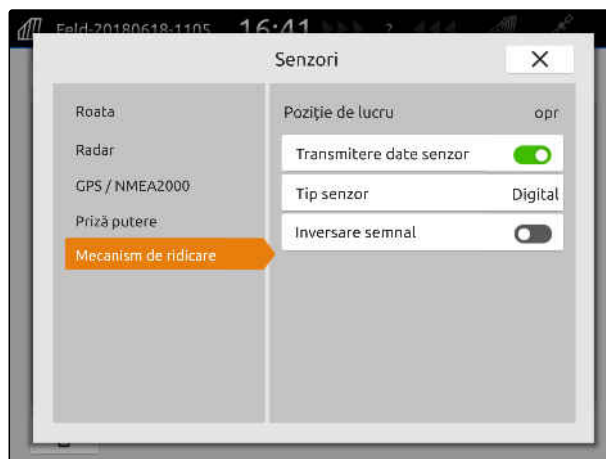 Feld-20180618-1105 16:41
Senzori
Roata
Radar
GPS / NMEA2000
Priză putere
Mecanism de ridicare
Poziție de lucru opr
Transmitere date senzor
Tip senzor Digital
Inversare semnal